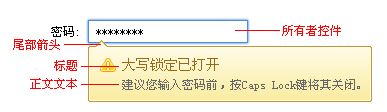 密码: ******** 所有者控件
尾部箭头
标题 大写锁定已打开
正文文本 建议您输入密码前，按Caps Lock键将其关闭。